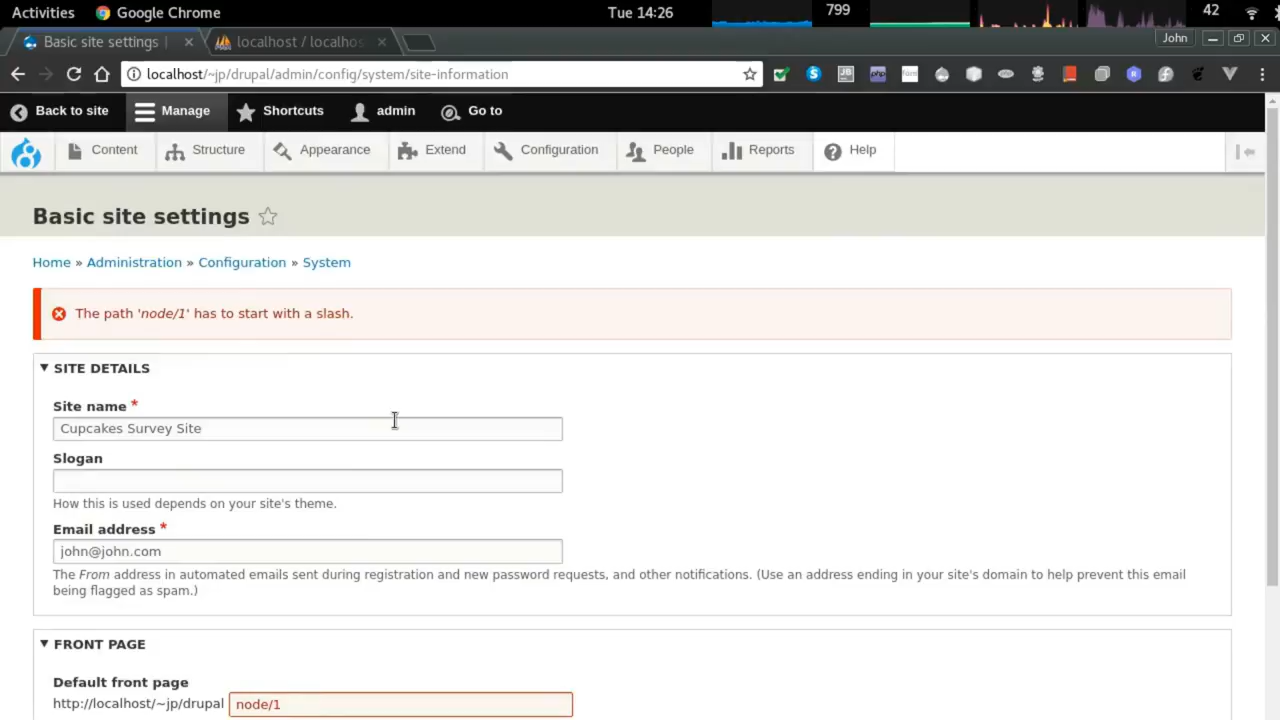 Activities Google Chrome Tue 14:26 799 42
Basic site settings | localhost / localhos John
localhost/~jp/drupal/admin/config/system/site-information
Back to site Manage Shortcuts admin Go to
Content Structure Appearance Extend Configuration People Reports Help
Basic site settings
Home » Administration » Configuration » System
The path 'node/1' has to start with a slash.
SITE DETAILS
Site name *
Cupcakes Survey Site
Slogan
How this is used depends on your site's theme.
Email address *
john@john.com
The From address in automated emails sent during registration and new password requests, and other notifications. (Use an address ending in your site's domain to help prevent this email
being flagged as spam.)
FRONT PAGE
Default front page
http://localhost/~jp/drupal node/1